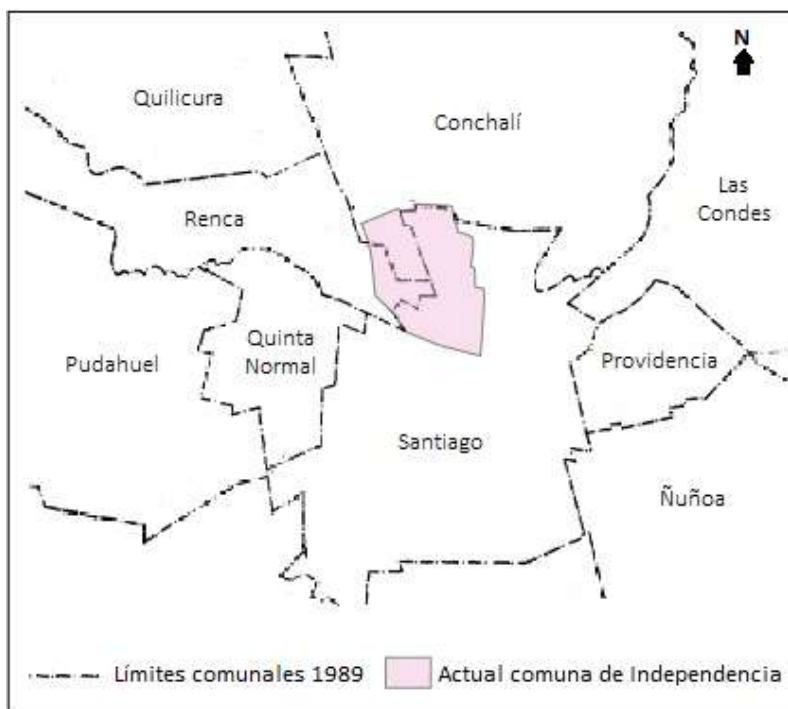 N
Quilicura
Conchalí
Las
Condes
Renca
Quinta
Normal
Pudahuel
Providencia
Santiago
Ñuñoa
Límites comunales 1989
Actual comuna de Independencia